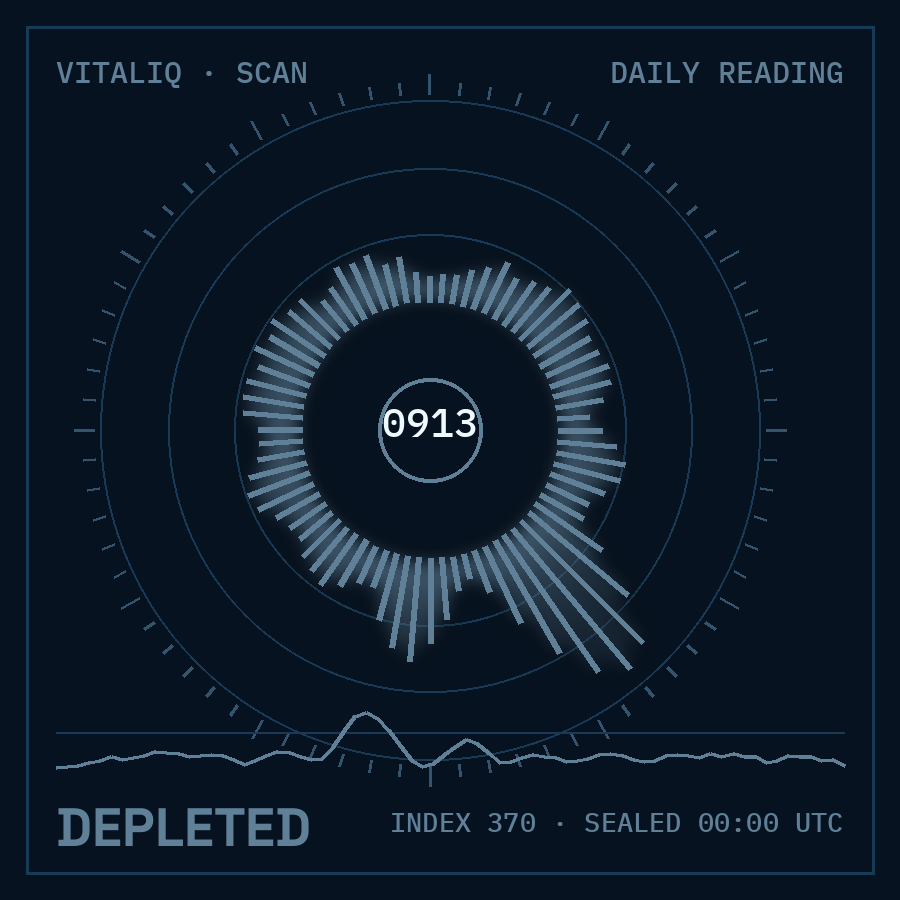 VITALIQ · SCAN
DAILY READING
0913
DEPLETED
INDEX 370 · SEALED 00:00 UTC